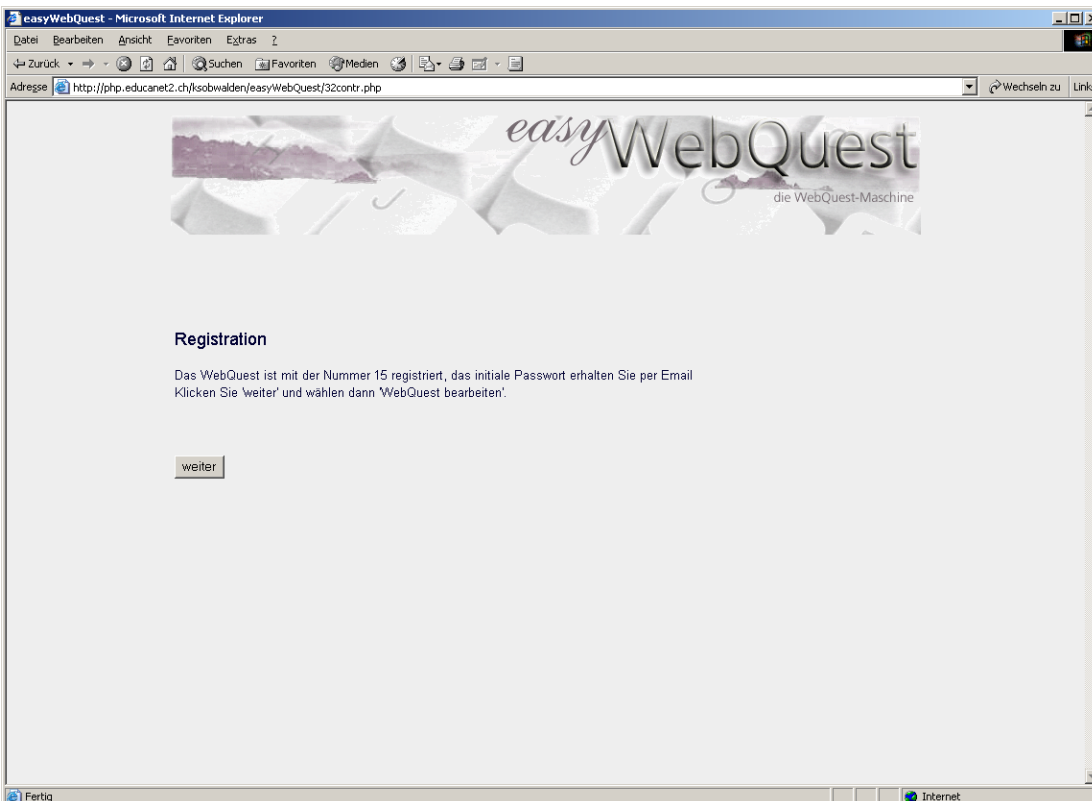 easyWebQuest - Microsoft Internet Explorer
Datei Bearbeiten Ansicht Favoriten Extras ?
Zurück Suchen Favoriten Medien
Adresse http://php.educanet2.ch/ksobwalden/easyWebQuest/32contr.php Wechseln zu Link
easyWebQuest
die WebQuest-Maschine
Registration
Das WebQuest ist mit der Nummer 15 registriert, das initiale Passwort erhalten Sie per Email
Klicken Sie 'weiter' und wählen dann 'WebQuest bearbeiten'.
weiter
Fertig Internet